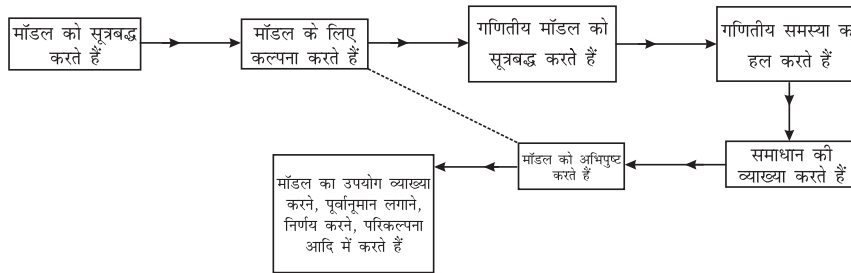 मॉडल को सूत्रबद्ध
करते हैं
मॉडल के लिए
कल्पना करते हैं
गणितीय मॉडल को
सूत्रबद्ध करते हैं
गणितीय समस्या का
हल करते हैं
समाधान की
व्याख्या करते हैं
मॉडल को अभिपुष्ट
करते हैं
मॉडल का उपयोग व्याख्या
करने, पूर्वानूमान लगाने,
निर्णय करने, परिकल्पना
आदि में करते हैं